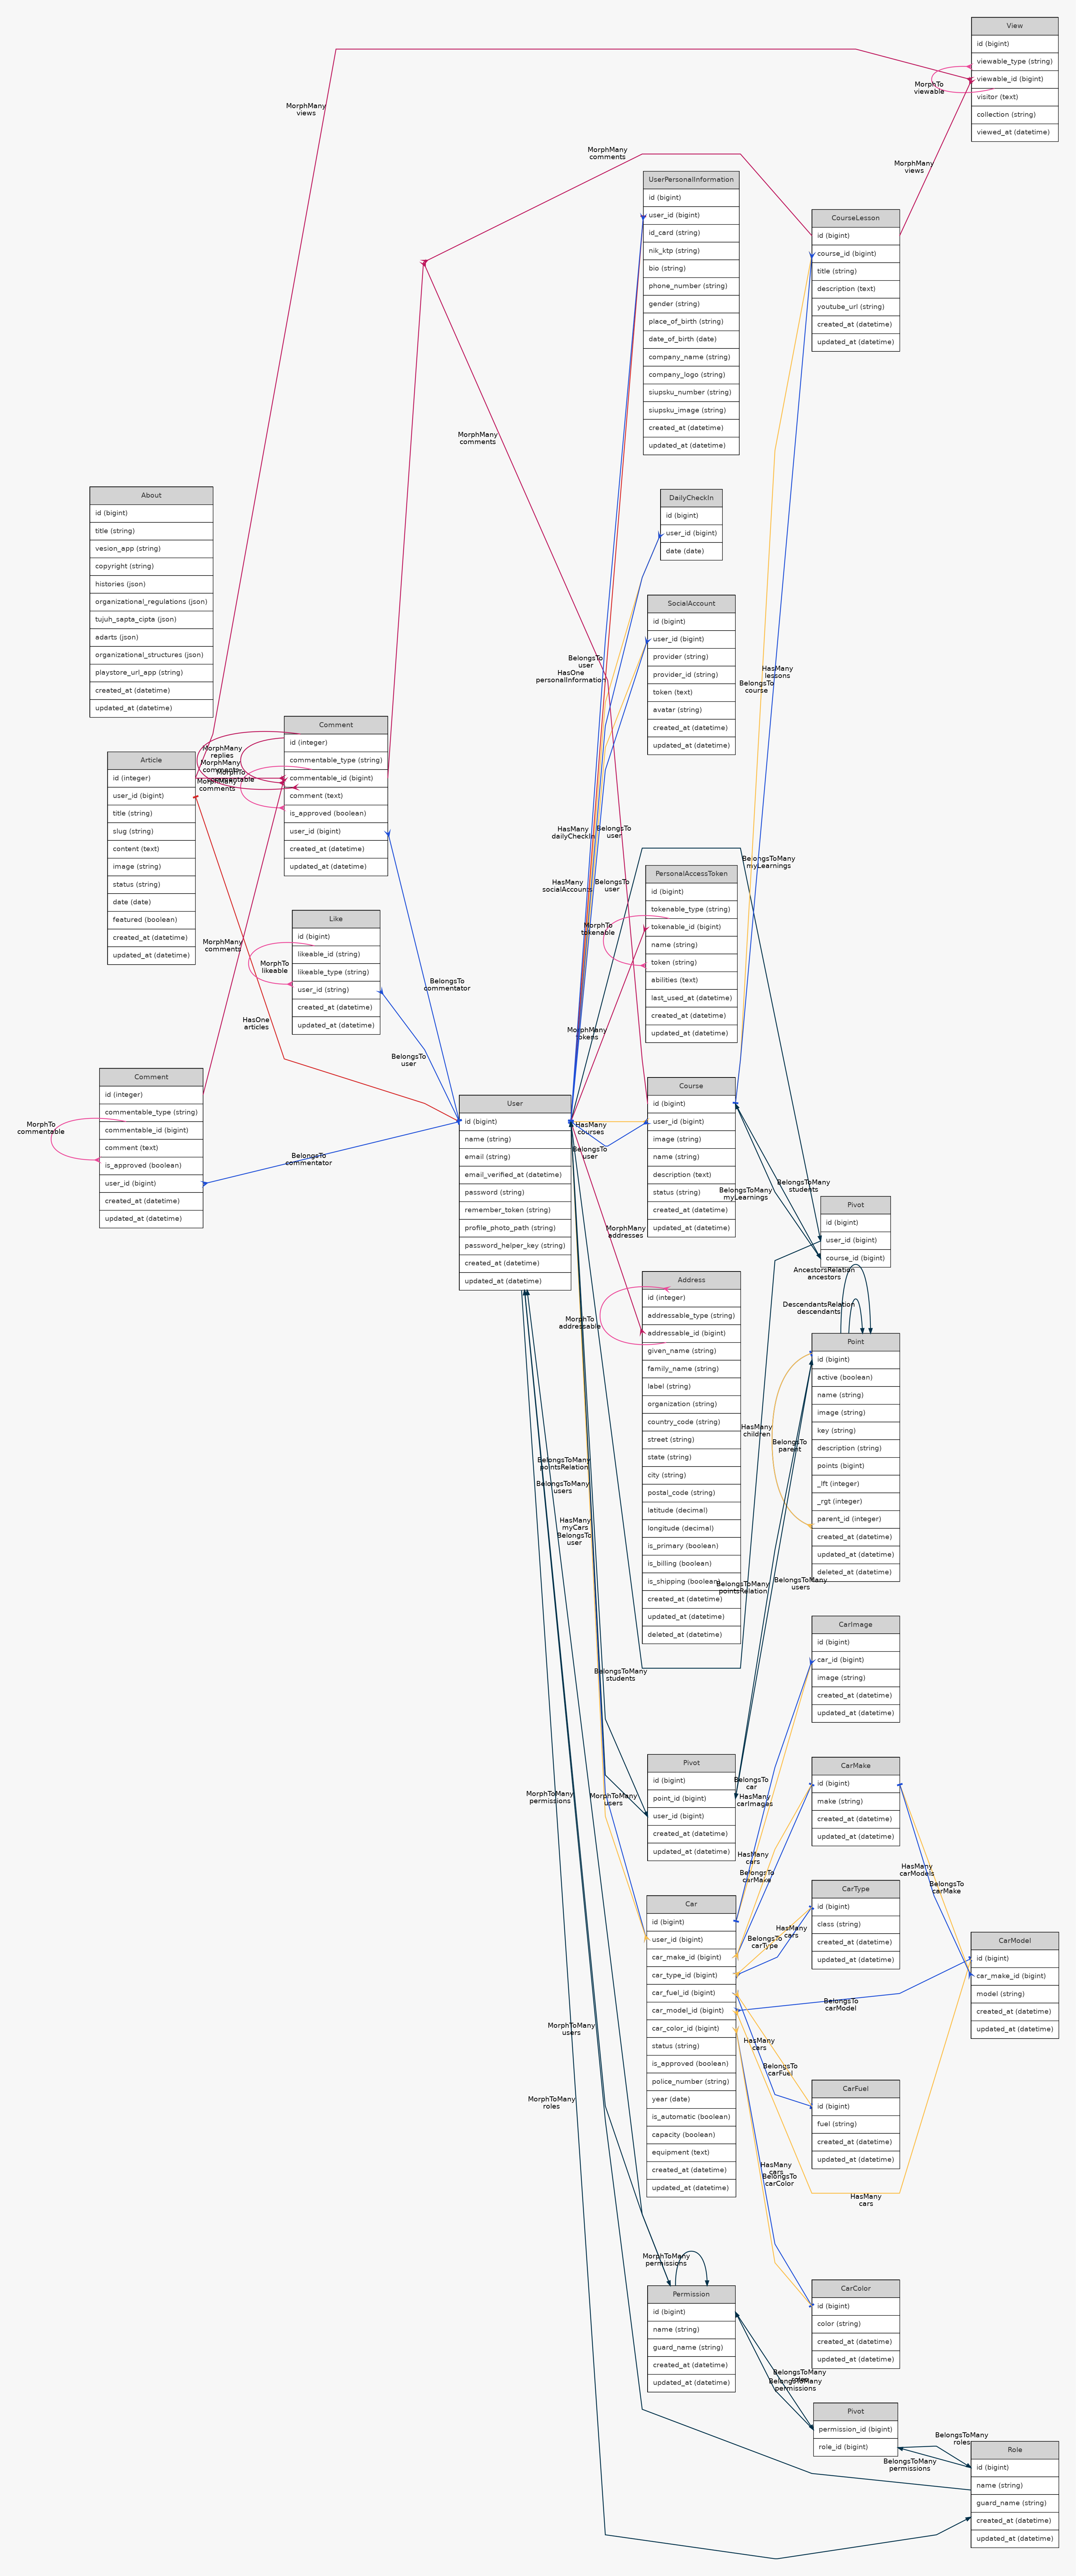 View
id (bigint)
viewable_type (string)
viewable_id (bigint)
visitor (text)
collection (string)
viewed_at (datetime)
MorphTo
viewable
MorphMany
views
MorphMany
comments
MorphMany
views
UserPersonalInformation
id (bigint)
user_id (bigint)
id_card (string)
nik_ktp (string)
bio (string)
phone_number (string)
gender (string)
place_of_birth (string)
date_of_birth (date)
company_name (string)
company_logo (string)
siupsku_number (string)
siupsku_image (string)
created_at (datetime)
updated_at (datetime)
CourseLesson
id (bigint)
course_id (bigint)
title (string)
description (text)
youtube_url (string)
created_at (datetime)
updated_at (datetime)
MorphMany
comments
About
id (bigint)
title (string)
vesion_app (string)
copyright (string)
histories (json)
organizational_regulations (json)
tujuh_sapta_cipta (json)
adarts (json)
organizational_structures (json)
playstore_url_app (string)
created_at (datetime)
updated_at (datetime)
DailyCheckIn
id (bigint)
user_id (bigint)
date (date)
SocialAccount
id (bigint)
user_id (bigint)
provider (string)
provider_id (string)
token (text)
avatar (string)
created_at (datetime)
updated_at (datetime)
BelongsTo
user
HasOne
personalInformation
HasMany
lessons
BelongsTo
course
Comment
id (integer)
commentable_type (string)
commentable_id (bigint)
comment (text)
is_approved (boolean)
user_id (bigint)
created_at (datetime)
updated_at (datetime)
MorphMany
replies
MorphMany
comments
MorphTo
commentable
MorphMany
comments
Article
id (integer)
user_id (bigint)
title (string)
slug (string)
content (text)
image (string)
status (string)
date (date)
featured (boolean)
created_at (datetime)
updated_at (datetime)
HasMany
dailyCheckIn
BelongsTo
user
HasMany
socialAccounts
BelongsTo
user
BelongsToMany
myLearnings
PersonalAccessToken
id (bigint)
tokenable_type (string)
tokenable_id (bigint)
name (string)
token (string)
abilities (text)
last_used_at (datetime)
created_at (datetime)
updated_at (datetime)
MorphTo
tokenable
Like
id (bigint)
likeable_id (string)
likeable_type (string)
user_id (string)
created_at (datetime)
updated_at (datetime)
MorphMany
comments
MorphTo
likeable
BelongsTo
commentator
HasOne
articles
BelongsTo
user
MorphMany
tokens
Comment
id (integer)
commentable_type (string)
commentable_id (bigint)
comment (text)
is_approved (boolean)
user_id (bigint)
created_at (datetime)
updated_at (datetime)
MorphTo
commentable
BelongsTo
commentator
User
id (bigint)
name (string)
email (string)
email_verified_at (datetime)
password (string)
remember_token (string)
profile_photo_path (string)
password_helper_key (string)
created_at (datetime)
updated_at (datetime)
HasMany
courses
BelongsTo
user
Course
id (bigint)
user_id (bigint)
image (string)
name (string)
description (text)
status (string)
created_at (datetime)
updated_at (datetime)
BelongsToMany
students
BelongsToMany
myLearnings
Pivot
id (bigint)
user_id (bigint)
course_id (bigint)
MorphMany
addresses
Address
id (integer)
addressable_type (string)
addressable_id (bigint)
given_name (string)
family_name (string)
label (string)
organization (string)
country_code (string)
street (string)
state (string)
city (string)
postal_code (string)
latitude (decimal)
longitude (decimal)
is_primary (boolean)
is_billing (boolean)
is_shipping (boolean)
created_at (datetime)
updated_at (datetime)
deleted_at (datetime)
MorphTo
addressable
AncestorsRelation
ancestors
DescendantsRelation
descendants
Point
id (bigint)
active (boolean)
name (string)
image (string)
key (string)
description (string)
points (bigint)
_lft (integer)
_rgt (integer)
parent_id (integer)
created_at (datetime)
updated_at (datetime)
deleted_at (datetime)
HasMany
children
BelongsTo
parent
BelongsToMany
pointsRelation
BelongsToMany
users
HasMany
myCars
BelongsTo
user
BelongsToMany
pointsRelation
BelongsToMany
users
BelongsToMany
students
CarImage
id (bigint)
car_id (bigint)
image (string)
created_at (datetime)
updated_at (datetime)
Pivot
id (bigint)
point_id (bigint)
user_id (bigint)
created_at (datetime)
updated_at (datetime)
MorphToMany
permissions
MorphToMany
users
BelongsTo
car
HasMany
carImages
CarMake
id (bigint)
make (string)
created_at (datetime)
updated_at (datetime)
HasMany
cars
BelongsTo
carMake
HasMany
carModels
BelongsTo
carMake
Car
id (bigint)
user_id (bigint)
car_make_id (bigint)
car_type_id (bigint)
car_fuel_id (bigint)
car_model_id (bigint)
car_color_id (bigint)
status (string)
is_approved (boolean)
police_number (string)
year (date)
is_automatic (boolean)
capacity (boolean)
equipment (text)
created_at (datetime)
updated_at (datetime)
CarType
id (bigint)
class (string)
created_at (datetime)
updated_at (datetime)
HasMany
cars
BelongsTo
carType
CarModel
id (bigint)
car_make_id (bigint)
model (string)
created_at (datetime)
updated_at (datetime)
BelongsTo
carModel
MorphToMany
users
HasMany
cars
BelongsTo
carFuel
CarFuel
id (bigint)
fuel (string)
created_at (datetime)
updated_at (datetime)
MorphToMany
roles
HasMany
cars
BelongsTo
carColor
HasMany
cars
MorphToMany
permissions
Permission
id (bigint)
name (string)
guard_name (string)
created_at (datetime)
updated_at (datetime)
CarColor
id (bigint)
color (string)
created_at (datetime)
updated_at (datetime)
BelongsToMany
BelongsToMany
permissions
Pivot
permission_id (bigint)
role_id (bigint)
BelongsToMany
roles
BelongsToMany
permissions
Role
id (bigint)
name (string)
guard_name (string)
created_at (datetime)
updated_at (datetime)